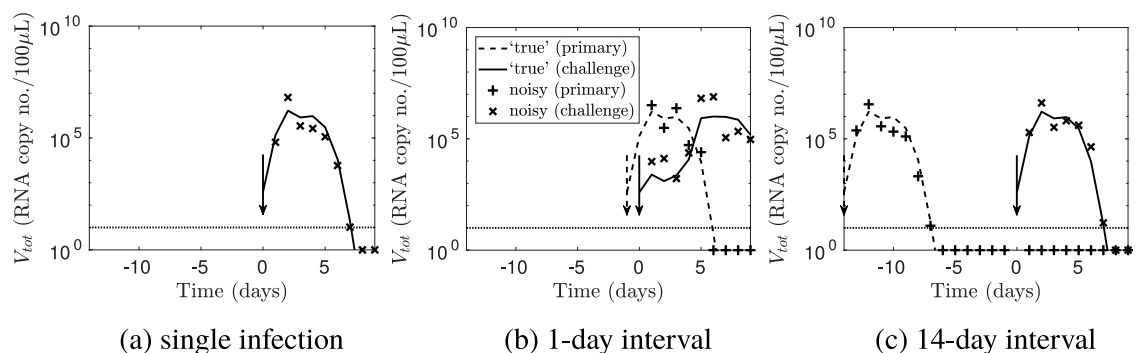 10^10
10^5
10^0
V_tot (RNA copy no./100μL)
-10 -5 0 5
Time (days)
(a) single infection
10^10
10^5
10^0
V_tot (RNA copy no./100μL)
'true' (primary)
'true' (challenge)
noisy (primary)
noisy (challenge)
-10 -5 0 5
Time (days)
(b) 1-day interval
10^10
10^5
10^0
V_tot (RNA copy no./100μL)
-10 -5 0 5
Time (days)
(c) 14-day interval